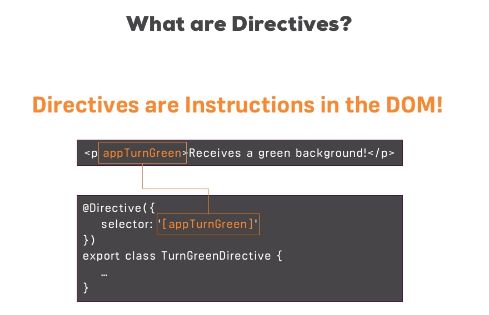 What are Directives?
Directives are Instructions in the DOM!
<p appTurnGreen>Receives a green background!</p>
@Directive({
selector: '[appTurnGreen]'
})
export class TurnGreenDirective {
…
}